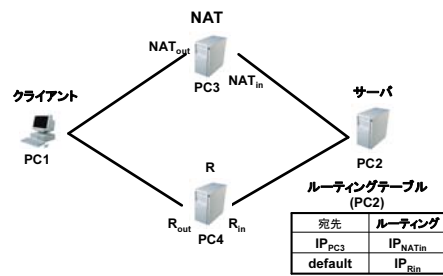 NAT
NATout
NATin
PC3
クライアント
PC1
サーバ
PC2
R
Rout
Rin
PC4
ルーティングテーブル
(PC2)
宛先 ルーティング
IPPC3 IPNATin
default IPRin